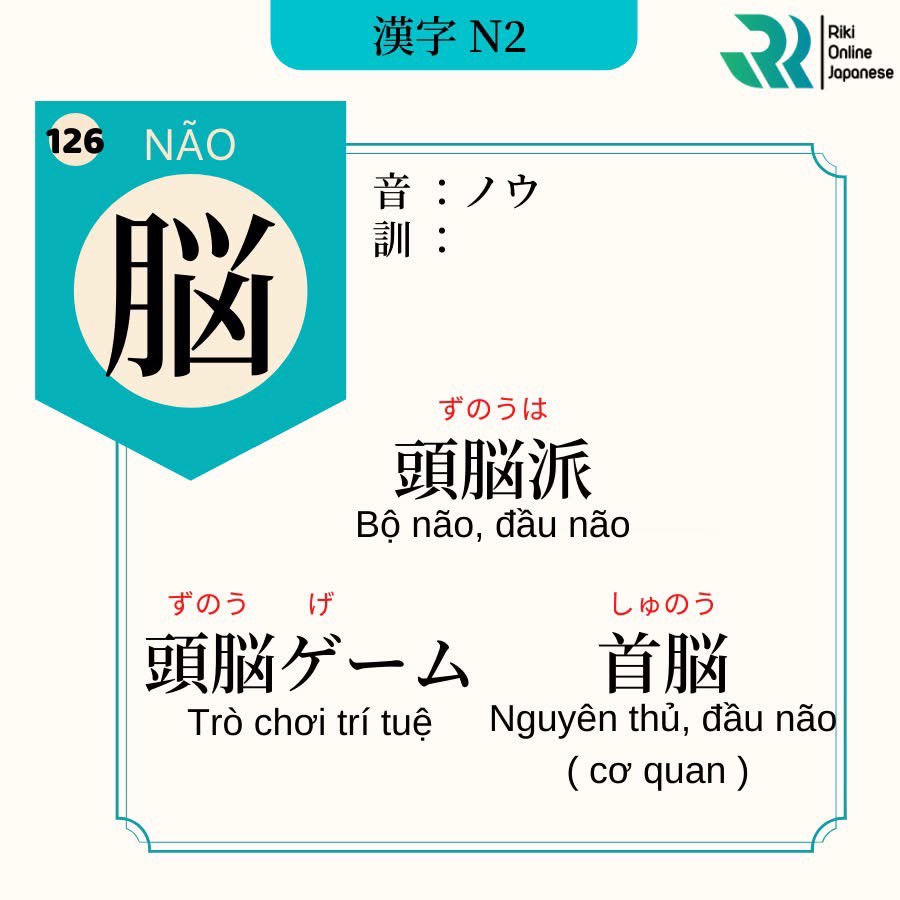 漢字 N2
Riki
Online
Japanese
126
NÃO
脳
音 ：ノウ
訓 ：
ずのうは
頭脳派
Bộ não, đầu não
ずのう げ
頭脳ゲーム
Trò chơi trí tuệ
しゅのう
首脳
Nguyên thủ, đầu não
( cơ quan )